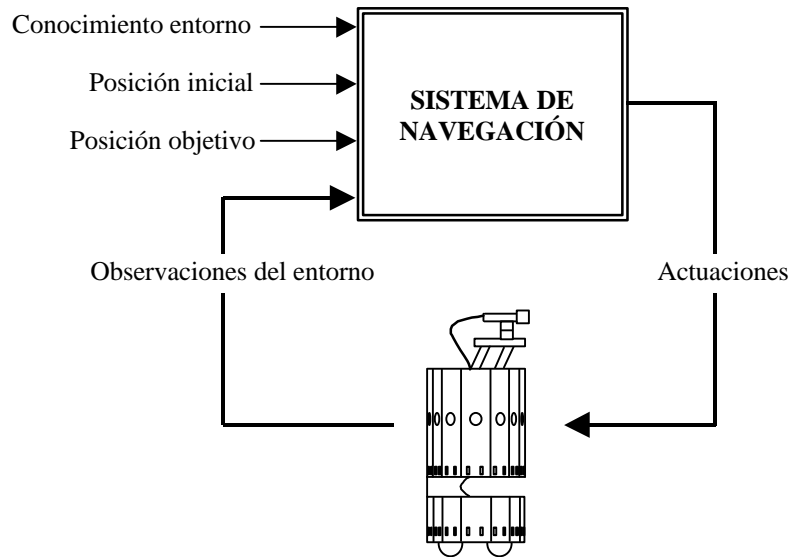 Conocimiento entorno
Posición inicial
Posición objetivo
SISTEMA DE
NAVEGACIÓN
Observaciones del entorno
Actuaciones